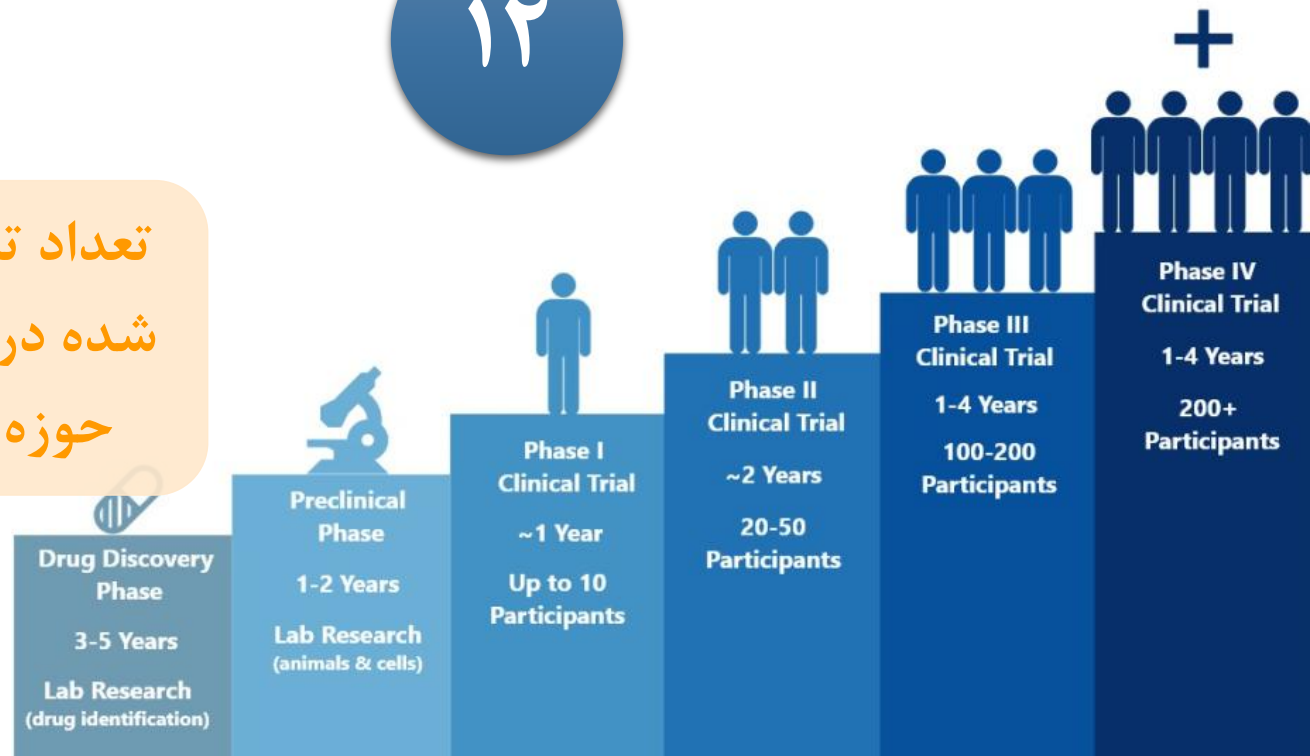 ۱۲
تعداد
شده در
حوزه
Drug Discovery
Phase
3-5 Years
Lab Research
(drug identification)
Preclinical
Phase
1-2 Years
Lab Research
(animals & cells)
Phase I
Clinical Trial
~1 Year
Up to 10
Participants
Phase II
Clinical Trial
~2 Years
20-50
Participants
Phase III
Clinical Trial
1-4 Years
100-200
Participants
+
Phase IV
Clinical Trial
1-4 Years
200+
Participants